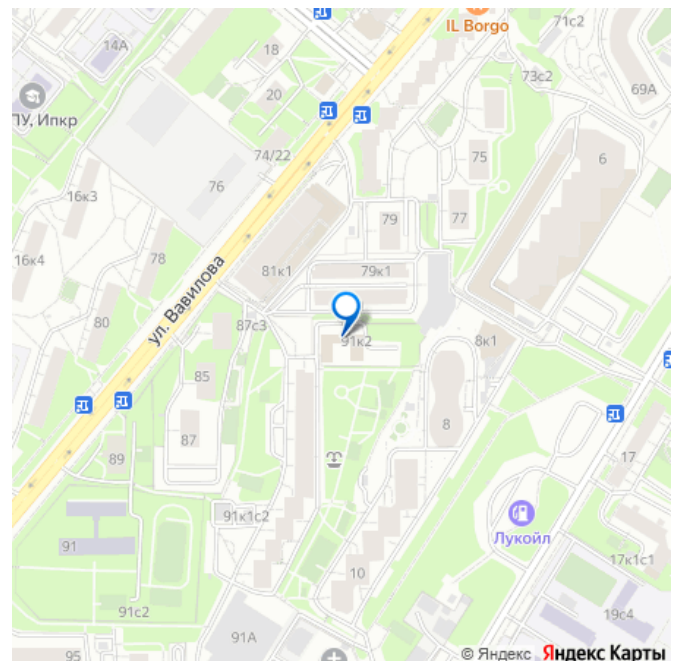 IL Borgo
71с2
14А
18
73с2
69А
20
ПУ, Ипкр
74/22
75
6
76
16к3
79
77
ул. Вавилова
78
16к4
81к1
79к1
80
87с3
91к2
8к1
85
87
8
89
17
91к1с2
Лукойл
91
17к1с1
10
91с2
19с4
91А
95
© Яндекс Яндекс Карты